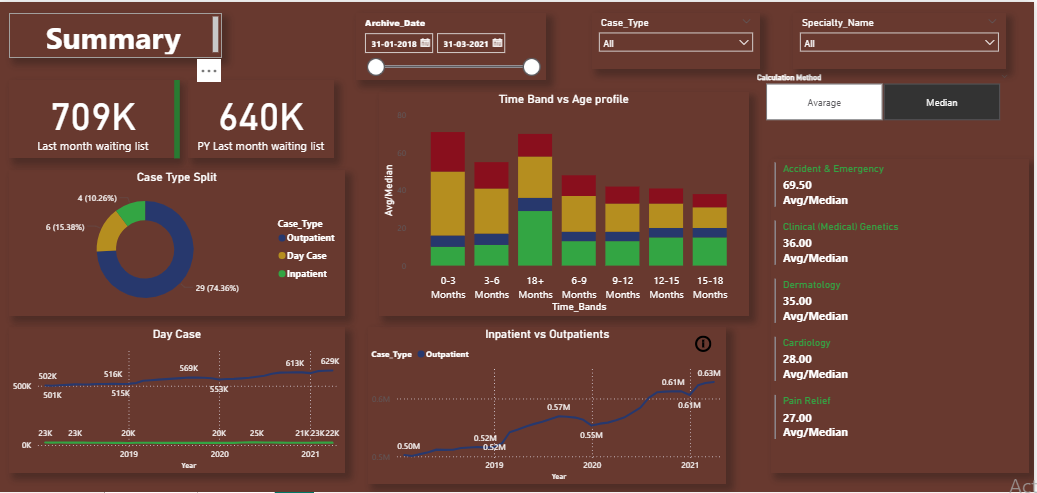 Summary
Archive_Date
31-01-2018 31-03-2021
Case_Type
All
Specialty_Name
All
Calculation Method
Avarage Median
709K
Last month waiting list
640K
PY Last month waiting list
Case Type Split
4 (10.26%)
6 (15.38%)
29 (74.36%)
Case_Type
Outpatient
Day Case
Inpatient
Time Band vs Age profile
Avg/Median
80
60
40
20
0
0-3 Months
3-6 Months
18+ Months
6-9 Months
9-12 Months
12-15 Months
15-18 Months
Time_Bands
Accident & Emergency
69.50
Avg/Median
Clinical (Medical) Genetics
36.00
Avg/Median
Dermatology
35.00
Avg/Median
Cardiology
28.00
Avg/Median
Pain Relief
27.00
Avg/Median
Day Case
500K
0K
502K
501K
516K
515K
569K
553K
613K
629K
23K 23K 20K 20K 25K 21K 23K 22K
2019 2020 2021
Year
Inpatient vs Outpatients
Case_Type Outpatient
0.6M
0.5M
0.50M
0.52M
0.52M
0.57M
0.55M
0.61M
0.61M
0.63M
2019 2020 2021
Year
Act